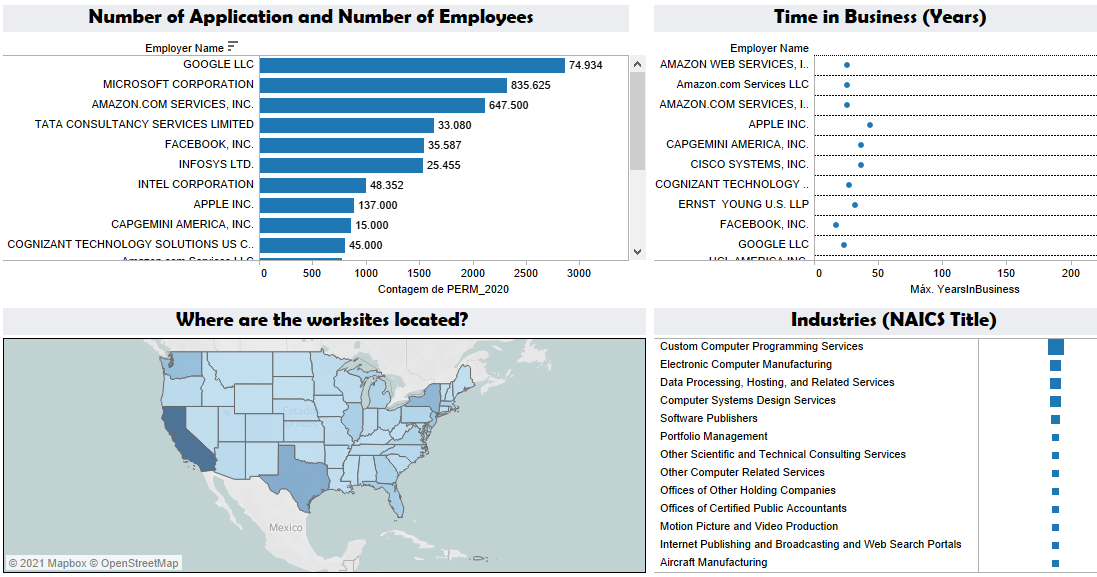 Number of Application and Number of Employees
Employer Name
GOOGLE LLC 74.934
MICROSOFT CORPORATION 835.625
AMAZON.COM SERVICES, INC. 647.500
TATA CONSULTANCY SERVICES LIMITED 33.080
FACEBOOK, INC. 35.587
INFOSYS LTD. 25.455
INTEL CORPORATION 48.352
APPLE INC. 137.000
CAPGEMINI AMERICA, INC. 15.000
COGNIZANT TECHNOLOGY SOLUTIONS US C.. 45.000
Amazon.com Services LLC
0 500 1000 1500 2000 2500 3000
Contagem de PERM_2020
Time in Business (Years)
Employer Name
AMAZON WEB SERVICES, I..
Amazon.com Services LLC
AMAZON.COM SERVICES, I..
APPLE INC.
CAPGEMINI AMERICA, INC.
CISCO SYSTEMS, INC.
COGNIZANT TECHNOLOGY ..
ERNST YOUNG U.S. LLP
FACEBOOK, INC.
GOOGLE LLC
HCL AMERICA INC
0 50 100 150 200
Máx. YearsInBusiness
Where are the worksites located?
Mexico
© 2021 Mapbox © OpenStreetMap
Industries (NAICS Title)
Custom Computer Programming Services
Electronic Computer Manufacturing
Data Processing, Hosting, and Related Services
Computer Systems Design Services
Software Publishers
Portfolio Management
Other Scientific and Technical Consulting Services
Other Computer Related Services
Offices of Other Holding Companies
Offices of Certified Public Accountants
Motion Picture and Video Production
Internet Publishing and Broadcasting and Web Search Portals
Aircraft Manufacturing